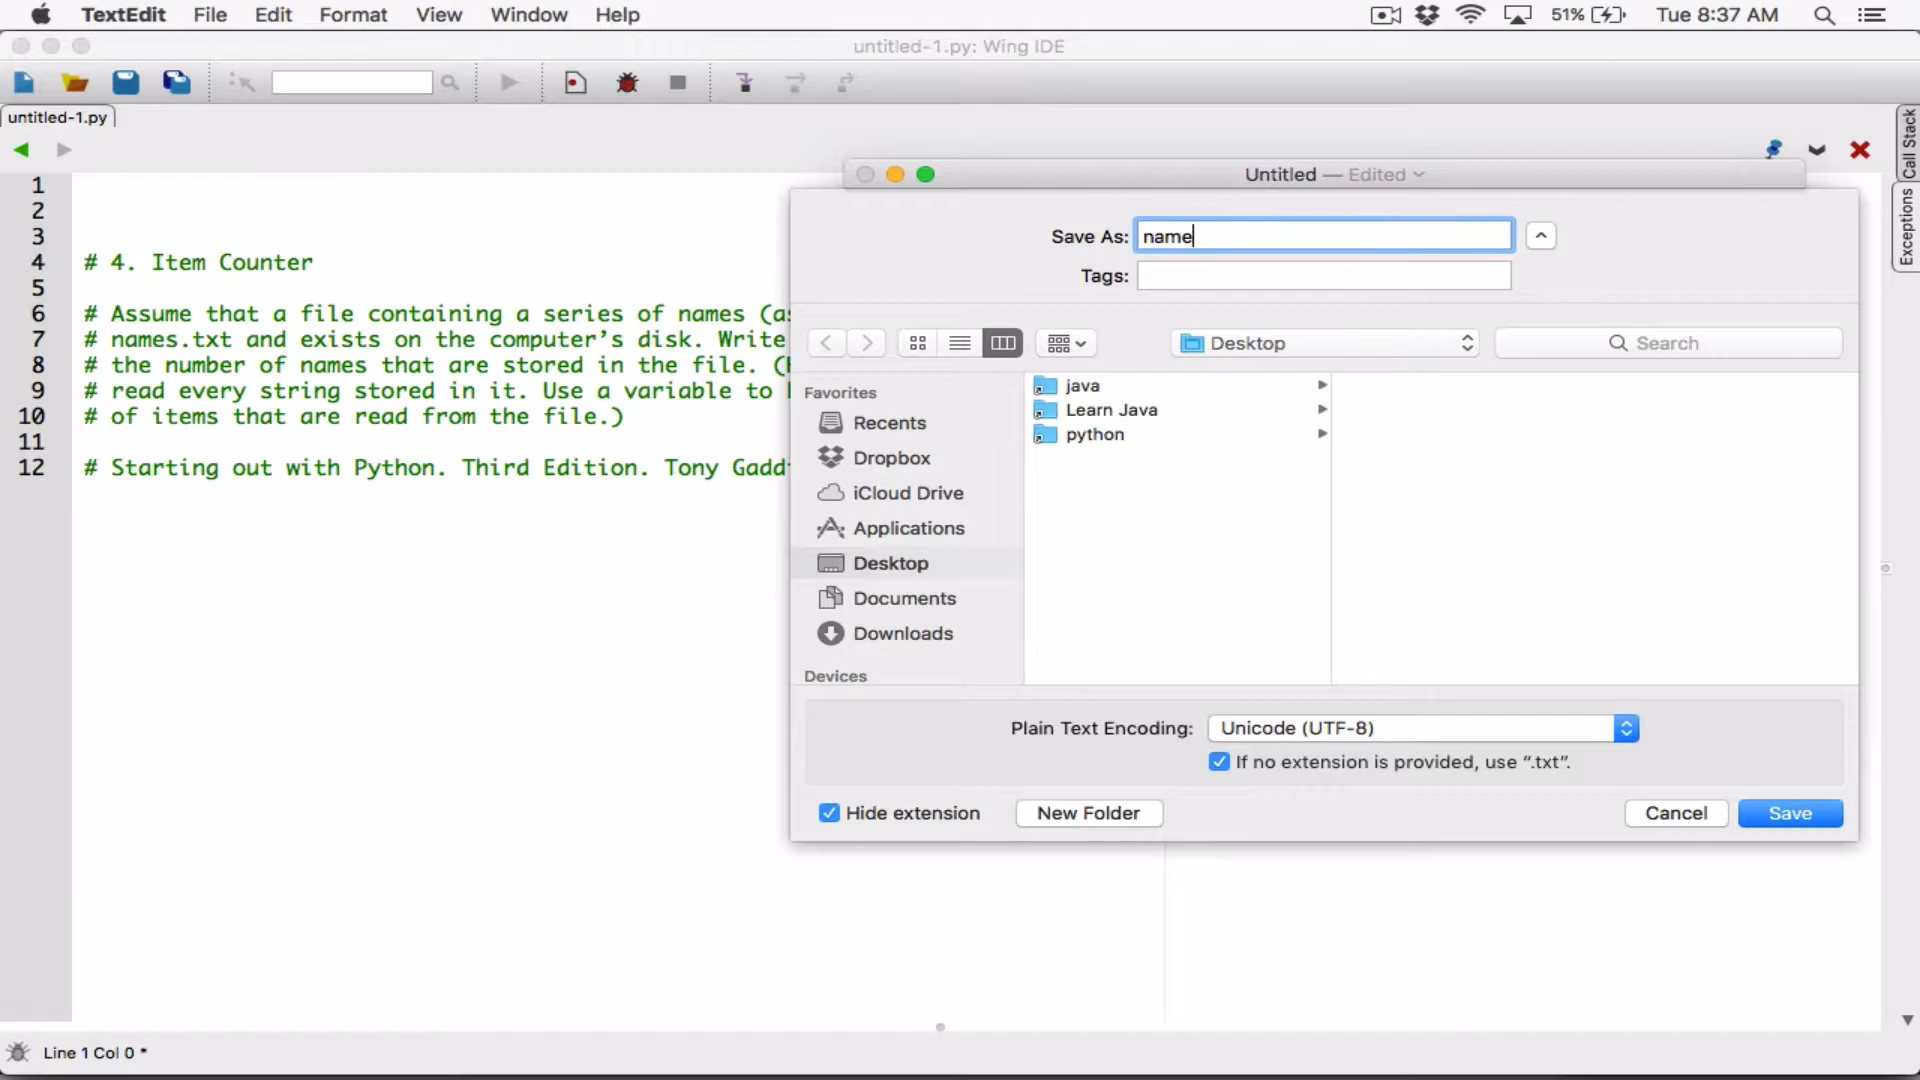 TextEdit File Edit Format View Window Help 51% Tue 8:37 AM
untitled-1.py: Wing IDE
untitled-1.py
Call Stack
Exceptions
Untitled — Edited
Save As: name
Tags:
Desktop
Search
Favorites
Recents
Dropbox
iCloud Drive
Applications
Desktop
Documents
Downloads
Devices
java
Learn Java
python
Plain Text Encoding: Unicode (UTF-8)
If no extension is provided, use “.txt”.
Hide extension
New Folder
Cancel
Save
1
2
3
4 # 4. Item Counter
5
6 # Assume that a file containing a series of names
7 # names.txt and exists on the computer’s disk. Write
8 # the number of names that are stored in the file.
9 # read every string stored in it. Use a variable to
10 # of items that are read from the file.)
11
12 # Starting out with Python. Third Edition. Tony
Line 1 Col 0 *